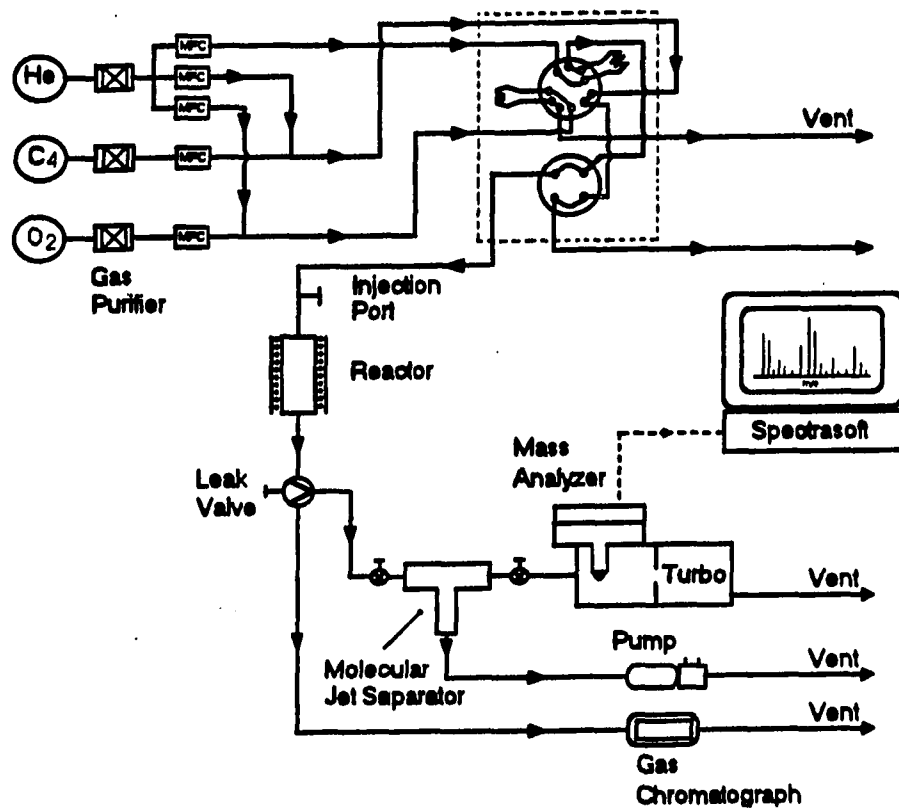 He
MFC
MFC
MFC
C4
MFC
O2
MFC
Gas
Purifier
Vent
Injection
Port
Reactor
m/e
Spectrasoft
Mass
Analyzer
Leak
Valve
Turbo
Vent
Molecular
Jet Saparator
Pump
Vent
Vent
Gas
Chromatograph